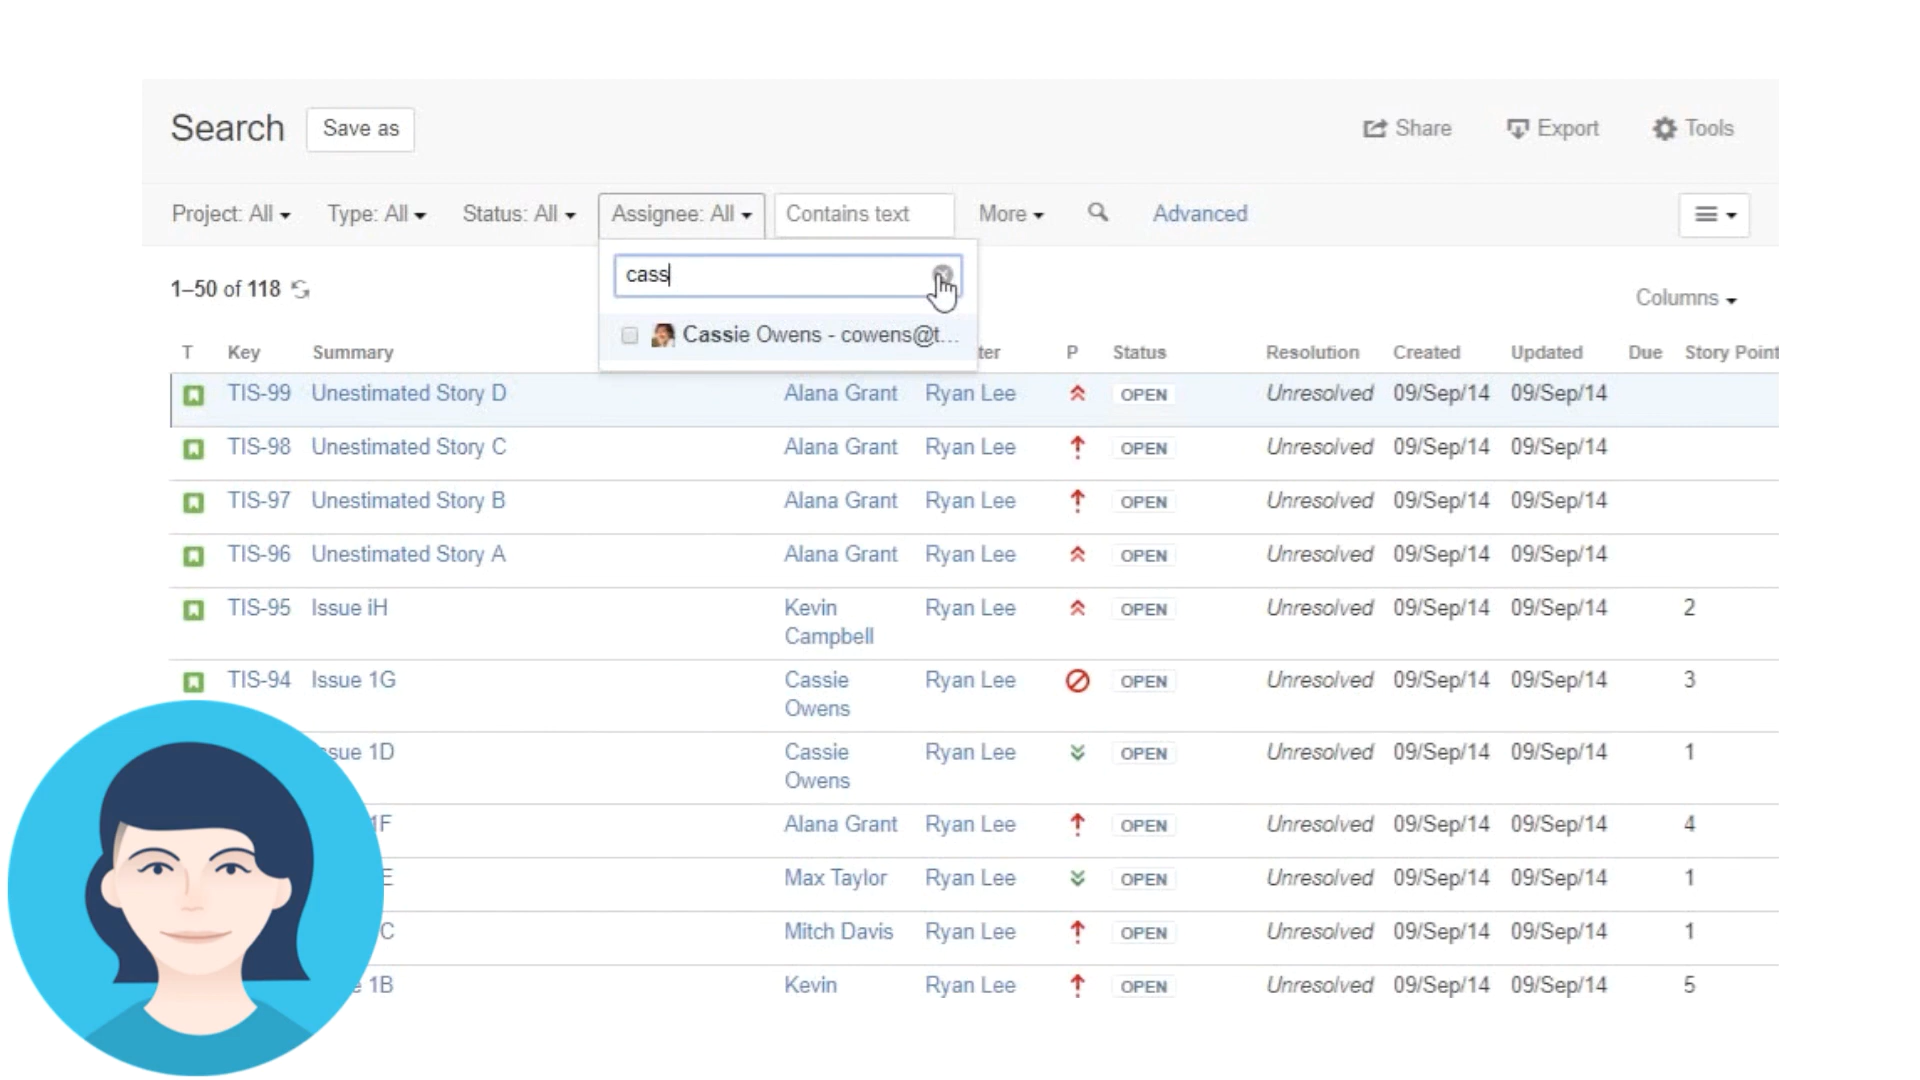 Search Save as Share Export Tools
Project: All Type: All Status: All Assignee: All Contains text More Advanced
cass
1–50 of 118 Columns
Cassie Owens - cowens@t...
T Key Summary ter P Status Resolution Created Updated Due Story Point
TIS-99 Unestimated Story D Alana Grant Ryan Lee OPEN Unresolved 09/Sep/14 09/Sep/14
TIS-98 Unestimated Story C Alana Grant Ryan Lee OPEN Unresolved 09/Sep/14 09/Sep/14
TIS-97 Unestimated Story B Alana Grant Ryan Lee OPEN Unresolved 09/Sep/14 09/Sep/14
TIS-96 Unestimated Story A Alana Grant Ryan Lee OPEN Unresolved 09/Sep/14 09/Sep/14
TIS-95 Issue iH Kevin Ryan Lee OPEN Unresolved 09/Sep/14 09/Sep/14 2
Campbell
TIS-94 Issue 1G Cassie Ryan Lee OPEN Unresolved 09/Sep/14 09/Sep/14 3
Owens
sue 1D Cassie Ryan Lee OPEN Unresolved 09/Sep/14 09/Sep/14 1
Owens
1F Alana Grant Ryan Lee OPEN Unresolved 09/Sep/14 09/Sep/14 4
E Max Taylor Ryan Lee OPEN Unresolved 09/Sep/14 09/Sep/14 1
C Mitch Davis Ryan Lee OPEN Unresolved 09/Sep/14 09/Sep/14 1
e 1B Kevin Ryan Lee OPEN Unresolved 09/Sep/14 09/Sep/14 5